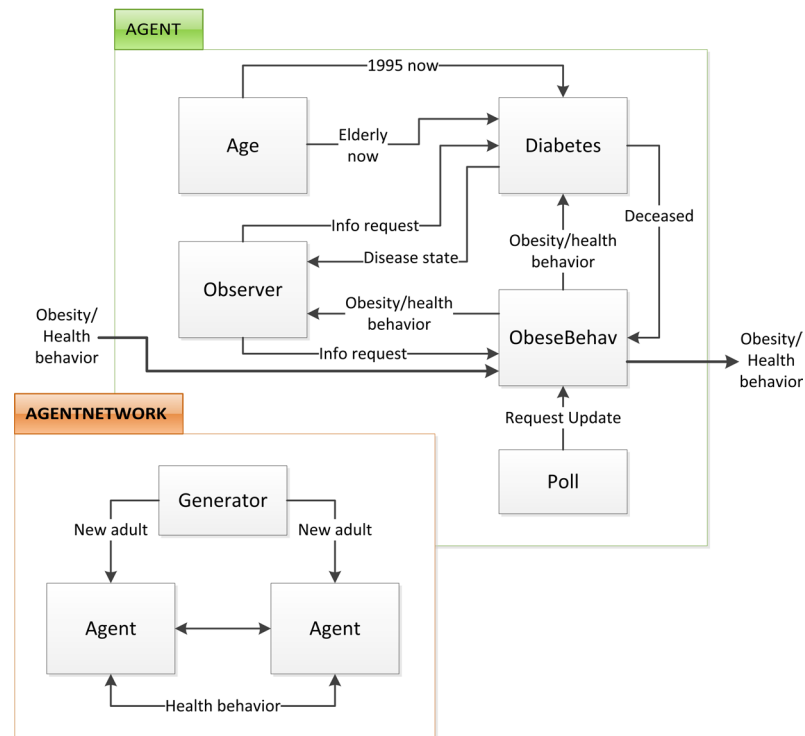 AGENT
1995 now
Age
Elderly
now
Diabetes
Deceased
Info request
Disease state
Obesity/health
behavior
Observer
Obesity/health
behavior
Info request
ObeseBehav
Obesity/
Health
behavior
Obesity/
Health
behavior
Request Update
Poll
AGENTNETWORK
Generator
New adult
New adult
Agent
Agent
Health behavior